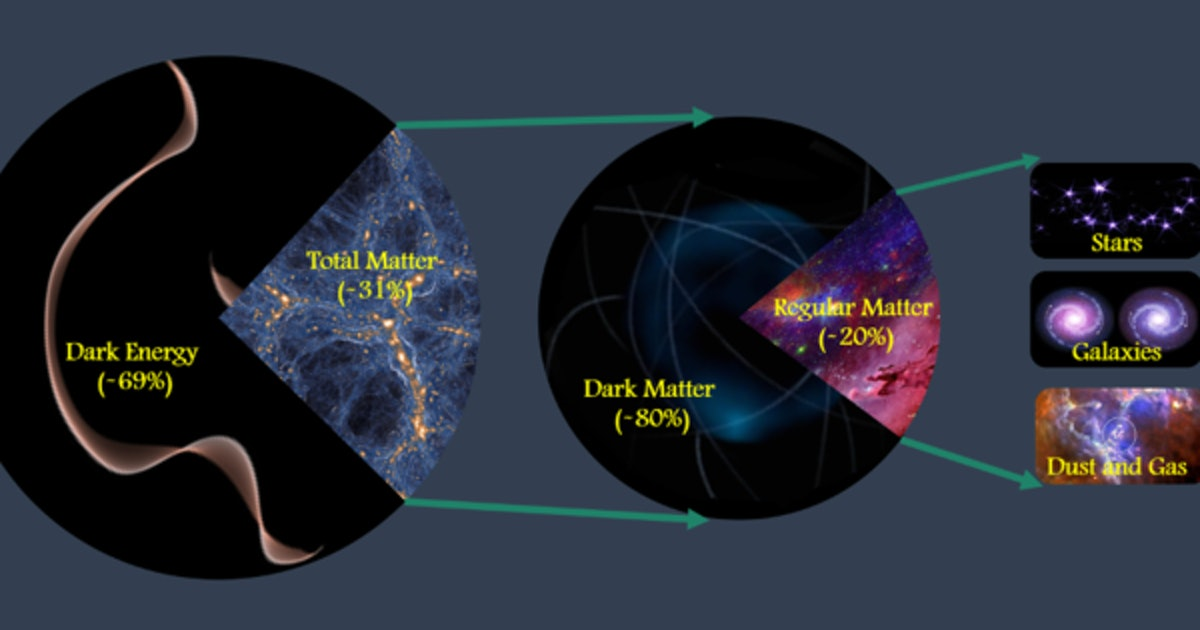 Dark Energy
(~69%)
Total Matter
(~31%)
Dark Matter
(~80%)
Regular Matter
(~20%)
Stars
Galaxies
Dust and Gas